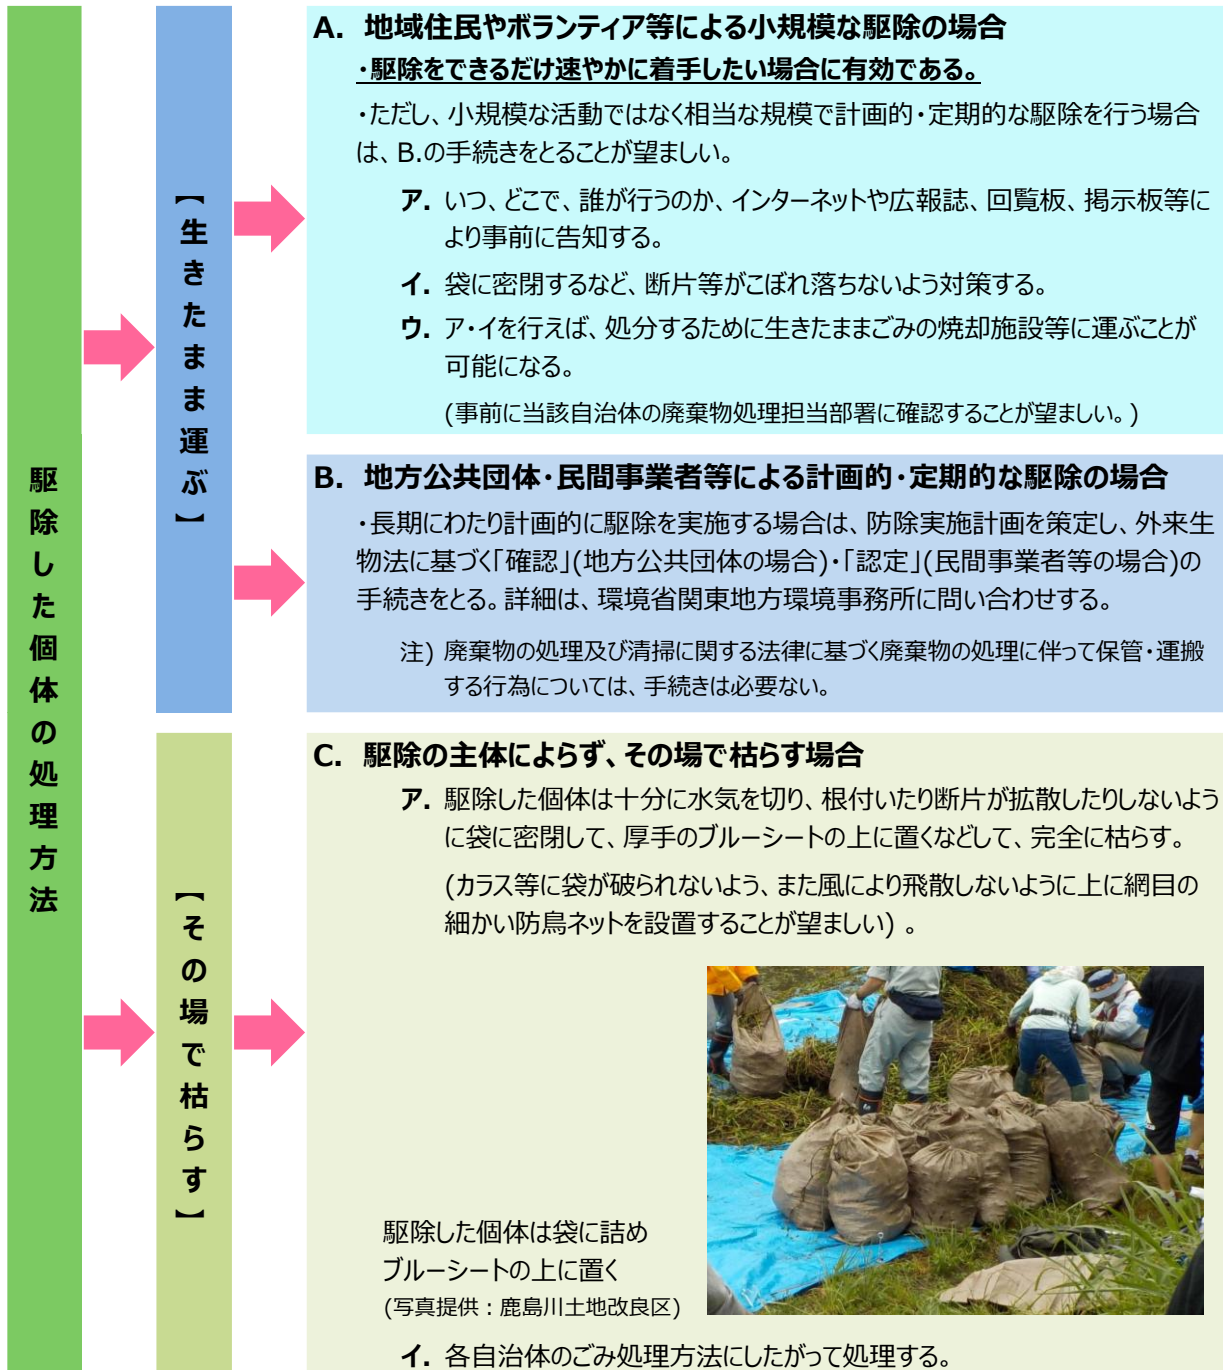 駆除した個体の処理方法
【生きたまま運ぶ】
A. 地域住民やボランティア等による小規模な駆除の場合
・駆除をできるだけ速やかに着手したい場合に有効である。
・ただし、小規模な活動ではなく相当な規模で計画的・定期的な駆除を行う場合
は、B.の手続きをとることが望ましい。
ア. いつ、どこで、誰が行うのか、インターネットや広報誌、回覧板、掲示板等に
より事前に告知する。
イ. 袋に密閉するなど、断片等がこぼれ落ちないよう対策する。
ウ. ア・イを行えば、処分するために生きたままごみの焼却施設等に運ぶことが
可能になる。
(事前に当該自治体の廃棄物処理担当部署に確認することが望ましい。)
B. 地方公共団体・民間事業者等による計画的・定期的な駆除の場合
・長期にわたり計画的に駆除を実施する場合は、防除実施計画を策定し、外来生
物法に基づく「確認」(地方公共団体の場合)・「認定」(民間事業者等の場合)の
手続きをとる。詳細は、環境省関東地方環境事務所に問い合わせする。
注) 廃棄物の処理及び清掃に関する法律に基づく廃棄物の処理に伴って保管・運搬
する行為については、手続きは必要ない。
【その場で枯らす】
C. 駆除の主体によらず、その場で枯らす場合
ア. 駆除した個体は十分に水気を切り、根付いたり断片が拡散したりしないよう
に袋に密閉して、厚手のブルーシートの上に置くなどして、完全に枯らす。
(カラス等に袋が破られないよう、また風により飛散しないように上に網目の
細かい防鳥ネットを設置することが望ましい) 。
駆除した個体は袋に詰め
ブルーシートの上に置く
(写真提供：鹿島川土地改良区)
イ. 各自治体のごみ処理方法にしたがって処理する。